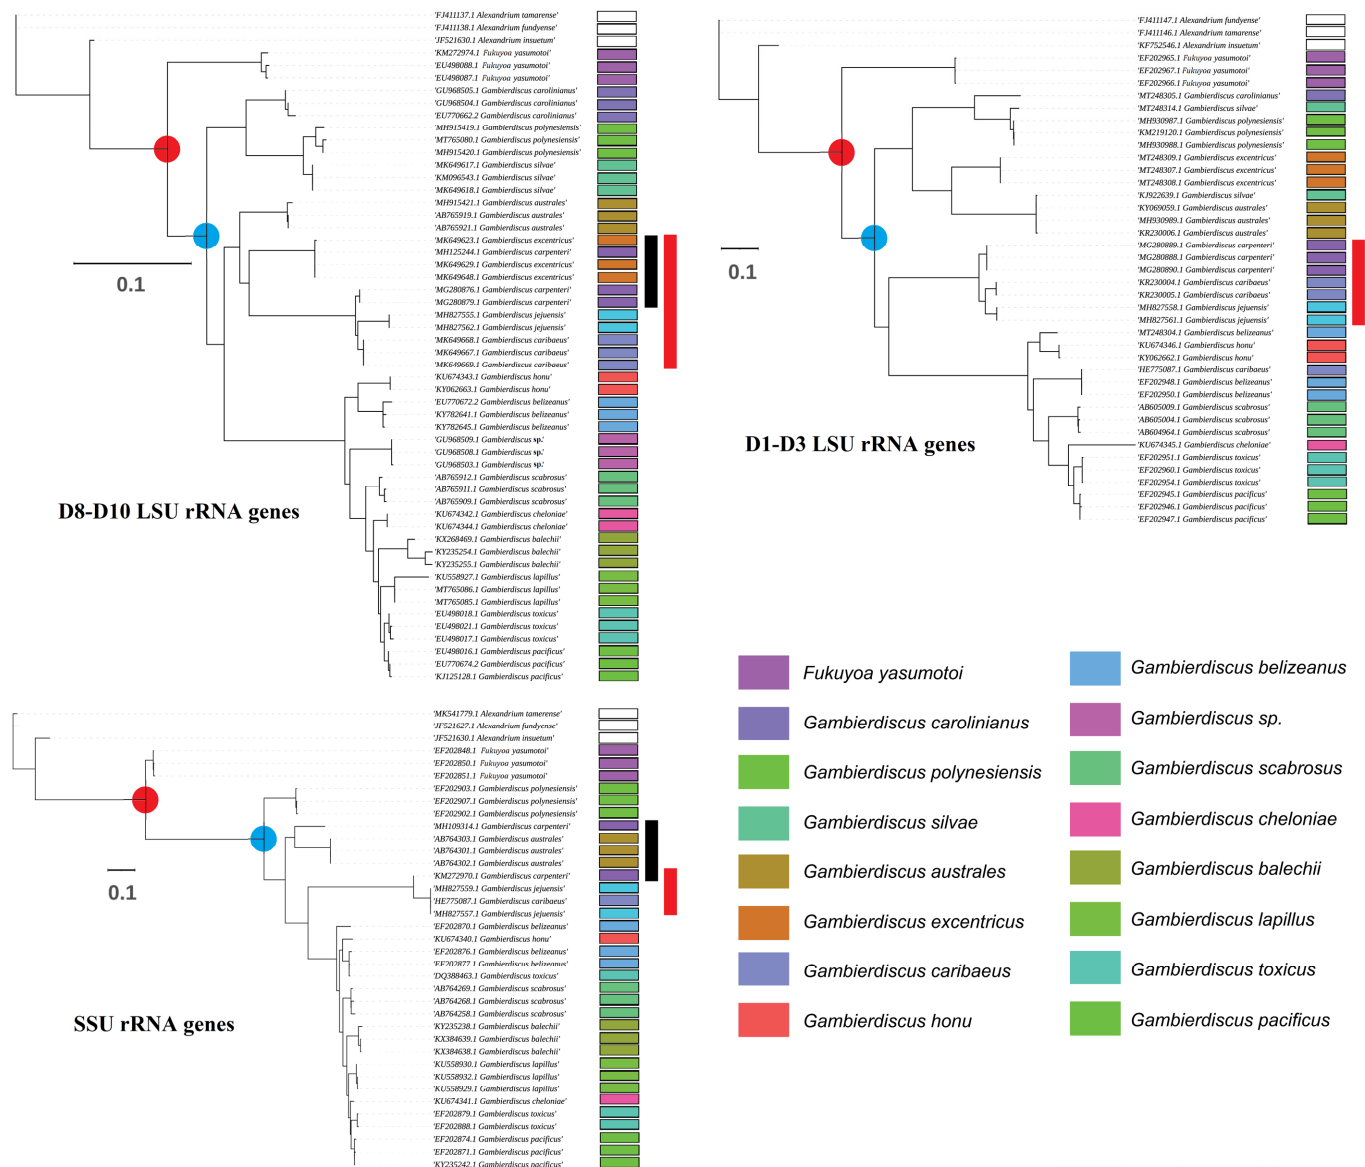 'FJ411137.1 Alexandrium tamarense'
'FJ411138.1 Alexandrium fundyense'
'JF521630.1 Alexandrium insuetum'
'KM272974.1 Fukuyoa yasumotoi'
'EU498088.1 Fukuyoa yasumotoi'
'EU498087.1 Fukuyoa yasumotoi'
'GU968505.1 Gambierdiscus carolinianus'
'GU968504.1 Gambierdiscus carolinianus'
'EU770662.2 Gambierdiscus carolinianus'
'MH915419.1 Gambierdiscus polynesiensis'
'MT765080.1 Gambierdiscus polynesiensis'
'MH915420.1 Gambierdiscus polynesiensis'
'MK649617.1 Gambierdiscus silvae'
'KM096543.1 Gambierdiscus silvae'
'MK649618.1 Gambierdiscus silvae'
'MH915421.1 Gambierdiscus australes'
'AB765919.1 Gambierdiscus australes'
'AB765921.1 Gambierdiscus australes'
'MK649623.1 Gambierdiscus excentricus'
'MH125244.1 Gambierdiscus carpenteri'
'MK649629.1 Gambierdiscus excentricus'
'MK649648.1 Gambierdiscus excentricus'
'MG280876.1 Gambierdiscus carpenteri'
'MG280879.1 Gambierdiscus carpenteri'
'MH827555.1 Gambierdiscus jejuensis'
'MH827562.1 Gambierdiscus jejuensis'
'MK649668.1 Gambierdiscus caribaeus'
'MK649667.1 Gambierdiscus caribaeus'
'MK649669.1 Gambierdiscus caribaeus'
'KU674343.1 Gambierdiscus honu'
'KY062663.1 Gambierdiscus honu'
'EU770672.2 Gambierdiscus belizeanus'
'KY782641.1 Gambierdiscus belizeanus'
'KY782645.1 Gambierdiscus belizeanus'
'GU968509.1 Gambierdiscus sp.'
'GU968508.1 Gambierdiscus sp.'
'GU968503.1 Gambierdiscus sp.'
'AB765912.1 Gambierdiscus scabrosus'
'AB765911.1 Gambierdiscus scabrosus'
'AB765909.1 Gambierdiscus scabrosus'
'KU674342.1 Gambierdiscus cheloniae'
'KU674344.1 Gambierdiscus cheloniae'
'KX268469.1 Gambierdiscus balechii'
'KY235254.1 Gambierdiscus balechii'
'KY235255.1 Gambierdiscus balechii'
'KU558927.1 Gambierdiscus lapillus'
'MT765086.1 Gambierdiscus lapillus'
'MT765085.1 Gambierdiscus lapillus'
'EU498018.1 Gambierdiscus toxicus'
'EU498021.1 Gambierdiscus toxicus'
'EU498017.1 Gambierdiscus toxicus'
'EU498016.1 Gambierdiscus pacificus'
'EU770674.2 Gambierdiscus pacificus'
'KJ125128.1 Gambierdiscus pacificus'
0.1
D8-D10 LSU rRNA genes
'FJ411147.1 Alexandrium fundyense'
'FJ411146.1 Alexandrium tamarense'
'KF752546.1 Alexandrium insuetum'
'EF202965.1 Fukuyoa yasumotoi'
'EF202967.1 Fukuyoa yasumotoi'
'EF202966.1 Fukuyoa yasumotoi'
'MT248305.1 Gambierdiscus carolinianus'
'MT248314.1 Gambierdiscus silvae'
'MH930987.1 Gambierdiscus polynesiensis'
'KM219120.1 Gambierdiscus polynesiensis'
'MH930988.1 Gambierdiscus polynesiensis'
'MT248309.1 Gambierdiscus excentricus'
'MT248307.1 Gambierdiscus excentricus'
'MT248308.1 Gambierdiscus excentricus'
'KJ922639.1 Gambierdiscus silvae'
'KY069059.1 Gambierdiscus australes'
'MH930989.1 Gambierdiscus australes'
'KR230006.1 Gambierdiscus australes'
'MG280889.1 Gambierdiscus carpenteri'
'MG280888.1 Gambierdiscus carpenteri'
'MG280890.1 Gambierdiscus carpenteri'
'KR230004.1 Gambierdiscus caribaeus'
'KR230005.1 Gambierdiscus caribaeus'
'MH827558.1 Gambierdiscus jejuensis'
'MH827561.1 Gambierdiscus jejuensis'
'MT248304.1 Gambierdiscus belizeanus'
'KU674346.1 Gambierdiscus honu'
'KY062662.1 Gambierdiscus honu'
'HE775087.1 Gambierdiscus caribaeus'
'EF202948.1 Gambierdiscus belizeanus'
'EF202950.1 Gambierdiscus belizeanus'
'AB605009.1 Gambierdiscus scabrosus'
'AB605004.1 Gambierdiscus scabrosus'
'AB604964.1 Gambierdiscus scabrosus'
'KU674345.1 Gambierdiscus cheloniae'
'EF202951.1 Gambierdiscus toxicus'
'EF202960.1 Gambierdiscus toxicus'
'EF202954.1 Gambierdiscus toxicus'
'EF202945.1 Gambierdiscus pacificus'
'EF202946.1 Gambierdiscus pacificus'
'EF202947.1 Gambierdiscus pacificus'
0.1
D1-D3 LSU rRNA genes
'MK541779.1 Alexandrium tamerense'
'JF521627.1 Alexandrium fundyense'
'JF521630.1 Alexandrium insuetum'
'EF202848.1 Fukuyoa yasumotoi'
'EF202850.1 Fukuyoa yasumotoi'
'EF202851.1 Fukuyoa yasumotoi'
'EF202903.1 Gambierdiscus polynesiensis'
'EF202907.1 Gambierdiscus polynesiensis'
'EF202902.1 Gambierdiscus polynesiensis'
'MH109314.1 Gambierdiscus carpenteri'
'AB764303.1 Gambierdiscus australes'
'AB764301.1 Gambierdiscus australes'
'AB764302.1 Gambierdiscus australes'
'KM272970.1 Gambierdiscus carpenteri'
'MH827559.1 Gambierdiscus jejuensis'
'HE775087.1 Gambierdiscus caribaeus'
'MH827557.1 Gambierdiscus jejuensis'
'EF202870.1 Gambierdiscus belizeanus'
'KU674340.1 Gambierdiscus honu'
'EF202876.1 Gambierdiscus belizeanus'
'EF202877.1 Gambierdiscus belizeanus'
'DQ388463.1 Gambierdiscus toxicus'
'AB764269.1 Gambierdiscus scabrosus'
'AB764268.1 Gambierdiscus scabrosus'
'AB764258.1 Gambierdiscus scabrosus'
'KY235238.1 Gambierdiscus balechii'
'KX384639.1 Gambierdiscus balechii'
'KX384638.1 Gambierdiscus balechii'
'KU558930.1 Gambierdiscus lapillus'
'KU558932.1 Gambierdiscus lapillus'
'KU558929.1 Gambierdiscus lapillus'
'KU674341.1 Gambierdiscus cheloniae'
'EF202879.1 Gambierdiscus toxicus'
'EF202888.1 Gambierdiscus toxicus'
'EF202874.1 Gambierdiscus pacificus'
'EF202871.1 Gambierdiscus pacificus'
'KY235242.1 Gambierdiscus pacificus'
0.1
SSU rRNA genes
Fukuyoa yasumotoi
Gambierdiscus carolinianus
Gambierdiscus polynesiensis
Gambierdiscus silvae
Gambierdiscus australes
Gambierdiscus excentricus
Gambierdiscus caribaeus
Gambierdiscus honu
Gambierdiscus belizeanus
Gambierdiscus sp.
Gambierdiscus scabrosus
Gambierdiscus cheloniae
Gambierdiscus balechii
Gambierdiscus lapillus
Gambierdiscus toxicus
Gambierdiscus pacificus